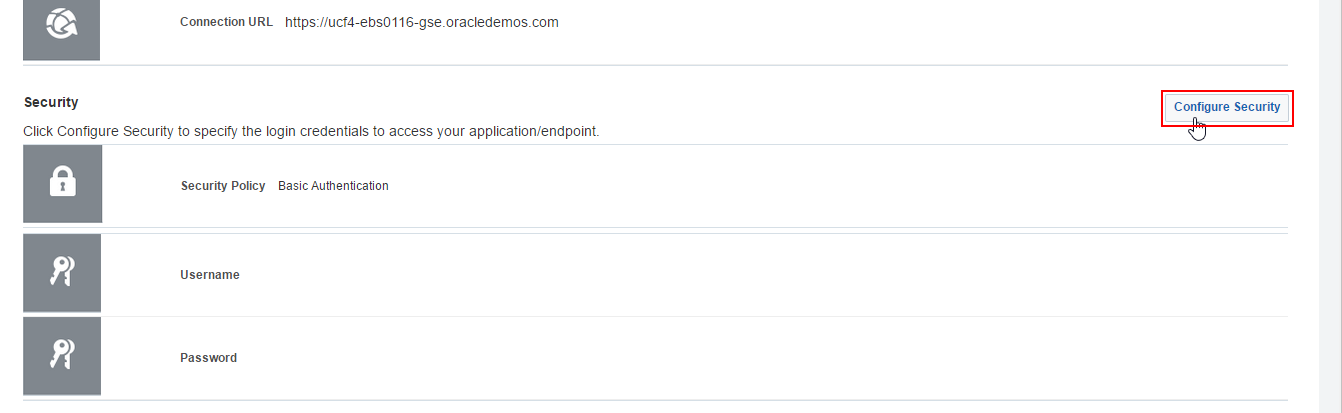 Connection URL https://ucf4-ebs0116-gse.oracledemos.com
Security
Configure Security
Click Configure Security to specify the login credentials to access your application/endpoint.
Security Policy Basic Authentication
Username
Password